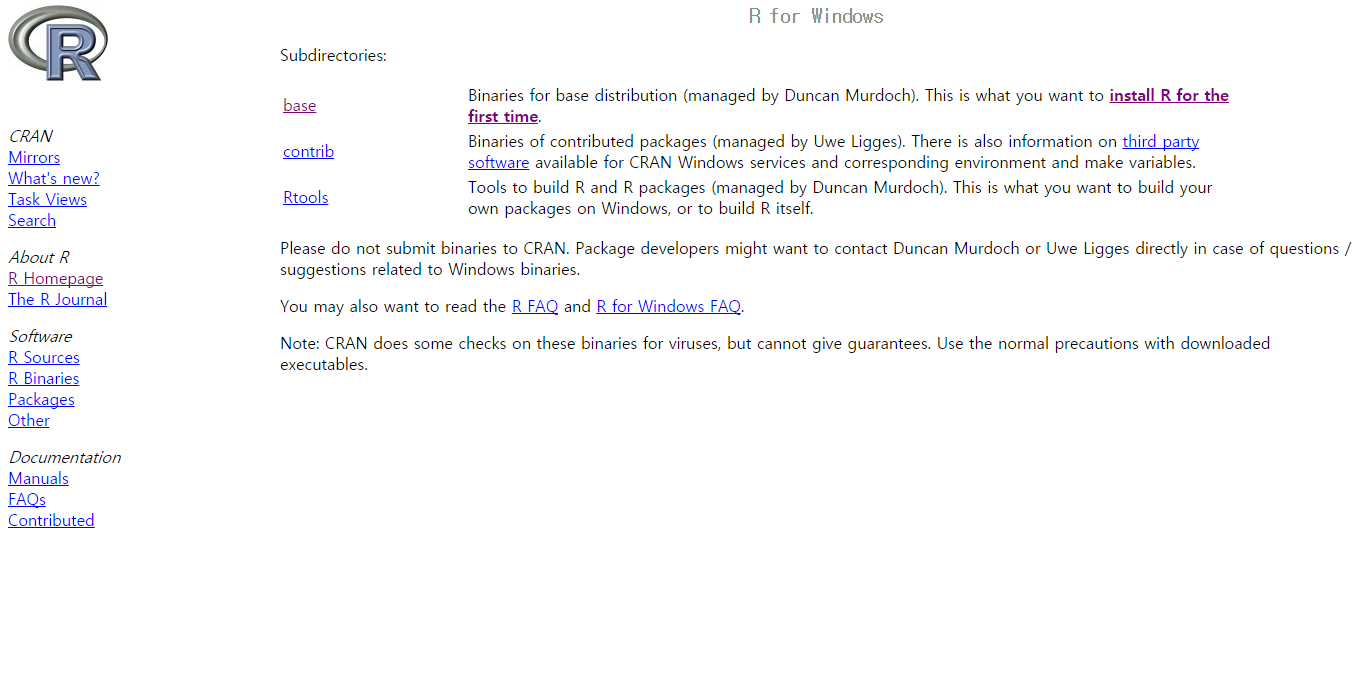 R
CRAN
Mirrors
What's new?
Task Views
Search
About R
R Homepage
The R Journal
Software
R Sources
R Binaries
Packages
Other
Documentation
Manuals
FAQs
Contributed
R for Windows
Subdirectories:
base
Binaries for base distribution (managed by Duncan Murdoch). This is what you want to install R for the
first time.
contrib
Binaries of contributed packages (managed by Uwe Ligges). There is also information on third party
software available for CRAN Windows services and corresponding environment and make variables.
Rtools
Tools to build R and R packages (managed by Duncan Murdoch). This is what you want to build your
own packages on Windows, or to build R itself.
Please do not submit binaries to CRAN. Package developers might want to contact Duncan Murdoch or Uwe Ligges directly in case of questions /
suggestions related to Windows binaries.
You may also want to read the R FAQ and R for Windows FAQ.
Note: CRAN does some checks on these binaries for viruses, but cannot give guarantees. Use the normal precautions with downloaded
executables.